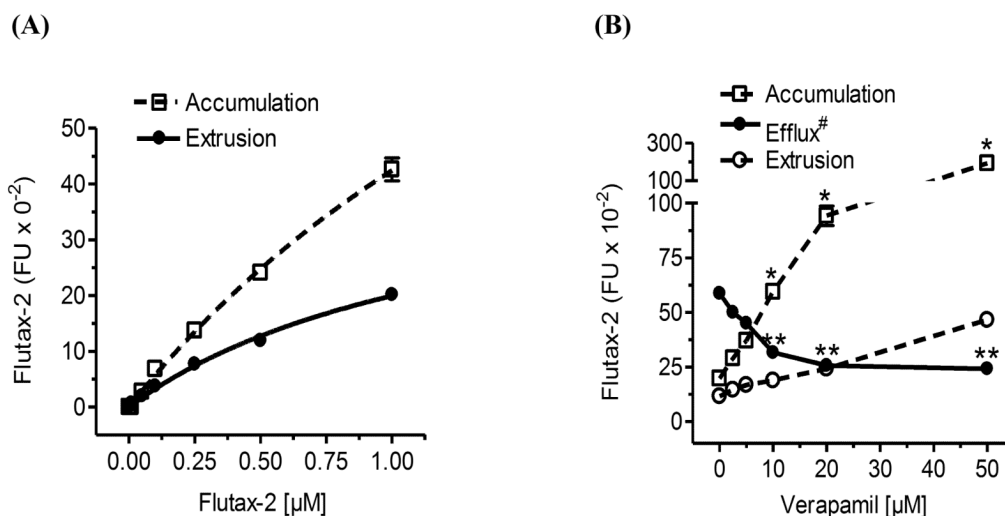 (A)
Accumulation
Extrusion
Flutax-2 (FU x 0⁻²)
50
40
30
20
10
0
0.00 0.25 0.50 0.75 1.00
Flutax-2 [µM]
(B)
Accumulation
Efflux#
Extrusion
Flutax-2 (FU x 10⁻²)
300
200
100
100
75
50
25
0
*
*
*
**
**
**
0 10 20 30 40 50
Verapamil [µM]